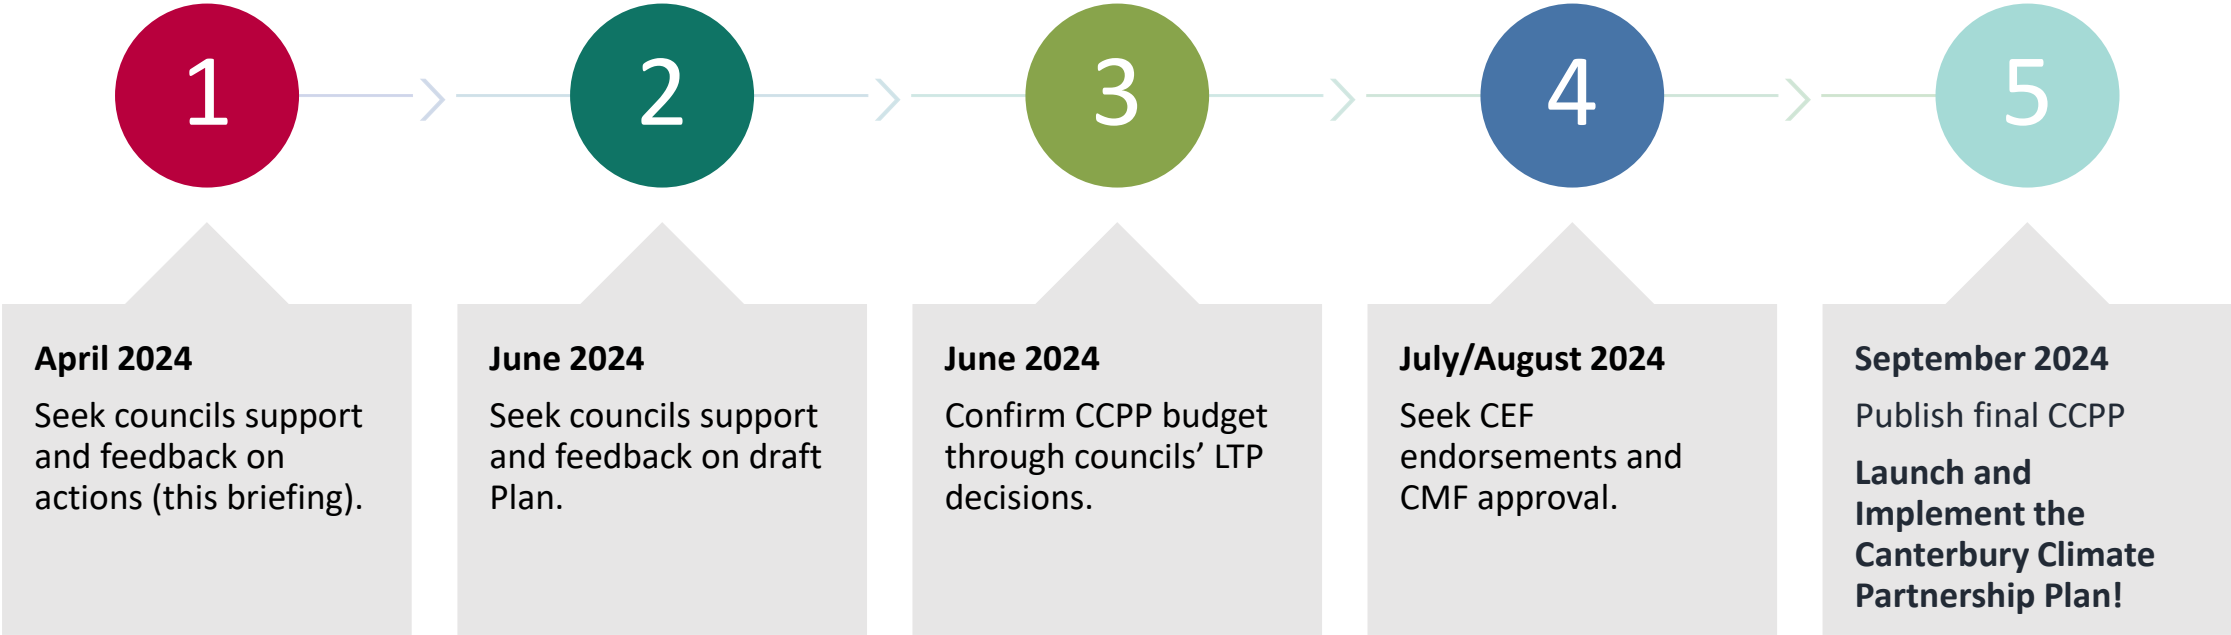 1
2
3
4
5
April 2024
Seek councils support
and feedback on
actions (this briefing).
June 2024
Seek councils support
and feedback on draft
Plan.
June 2024
Confirm CCPP budget
through councils’ LTP
decisions.
July/August 2024
Seek CEF
endorsements and
CMF approval.
September 2024
Publish final CCPP
Launch and
Implement the
Canterbury Climate
Partnership Plan!